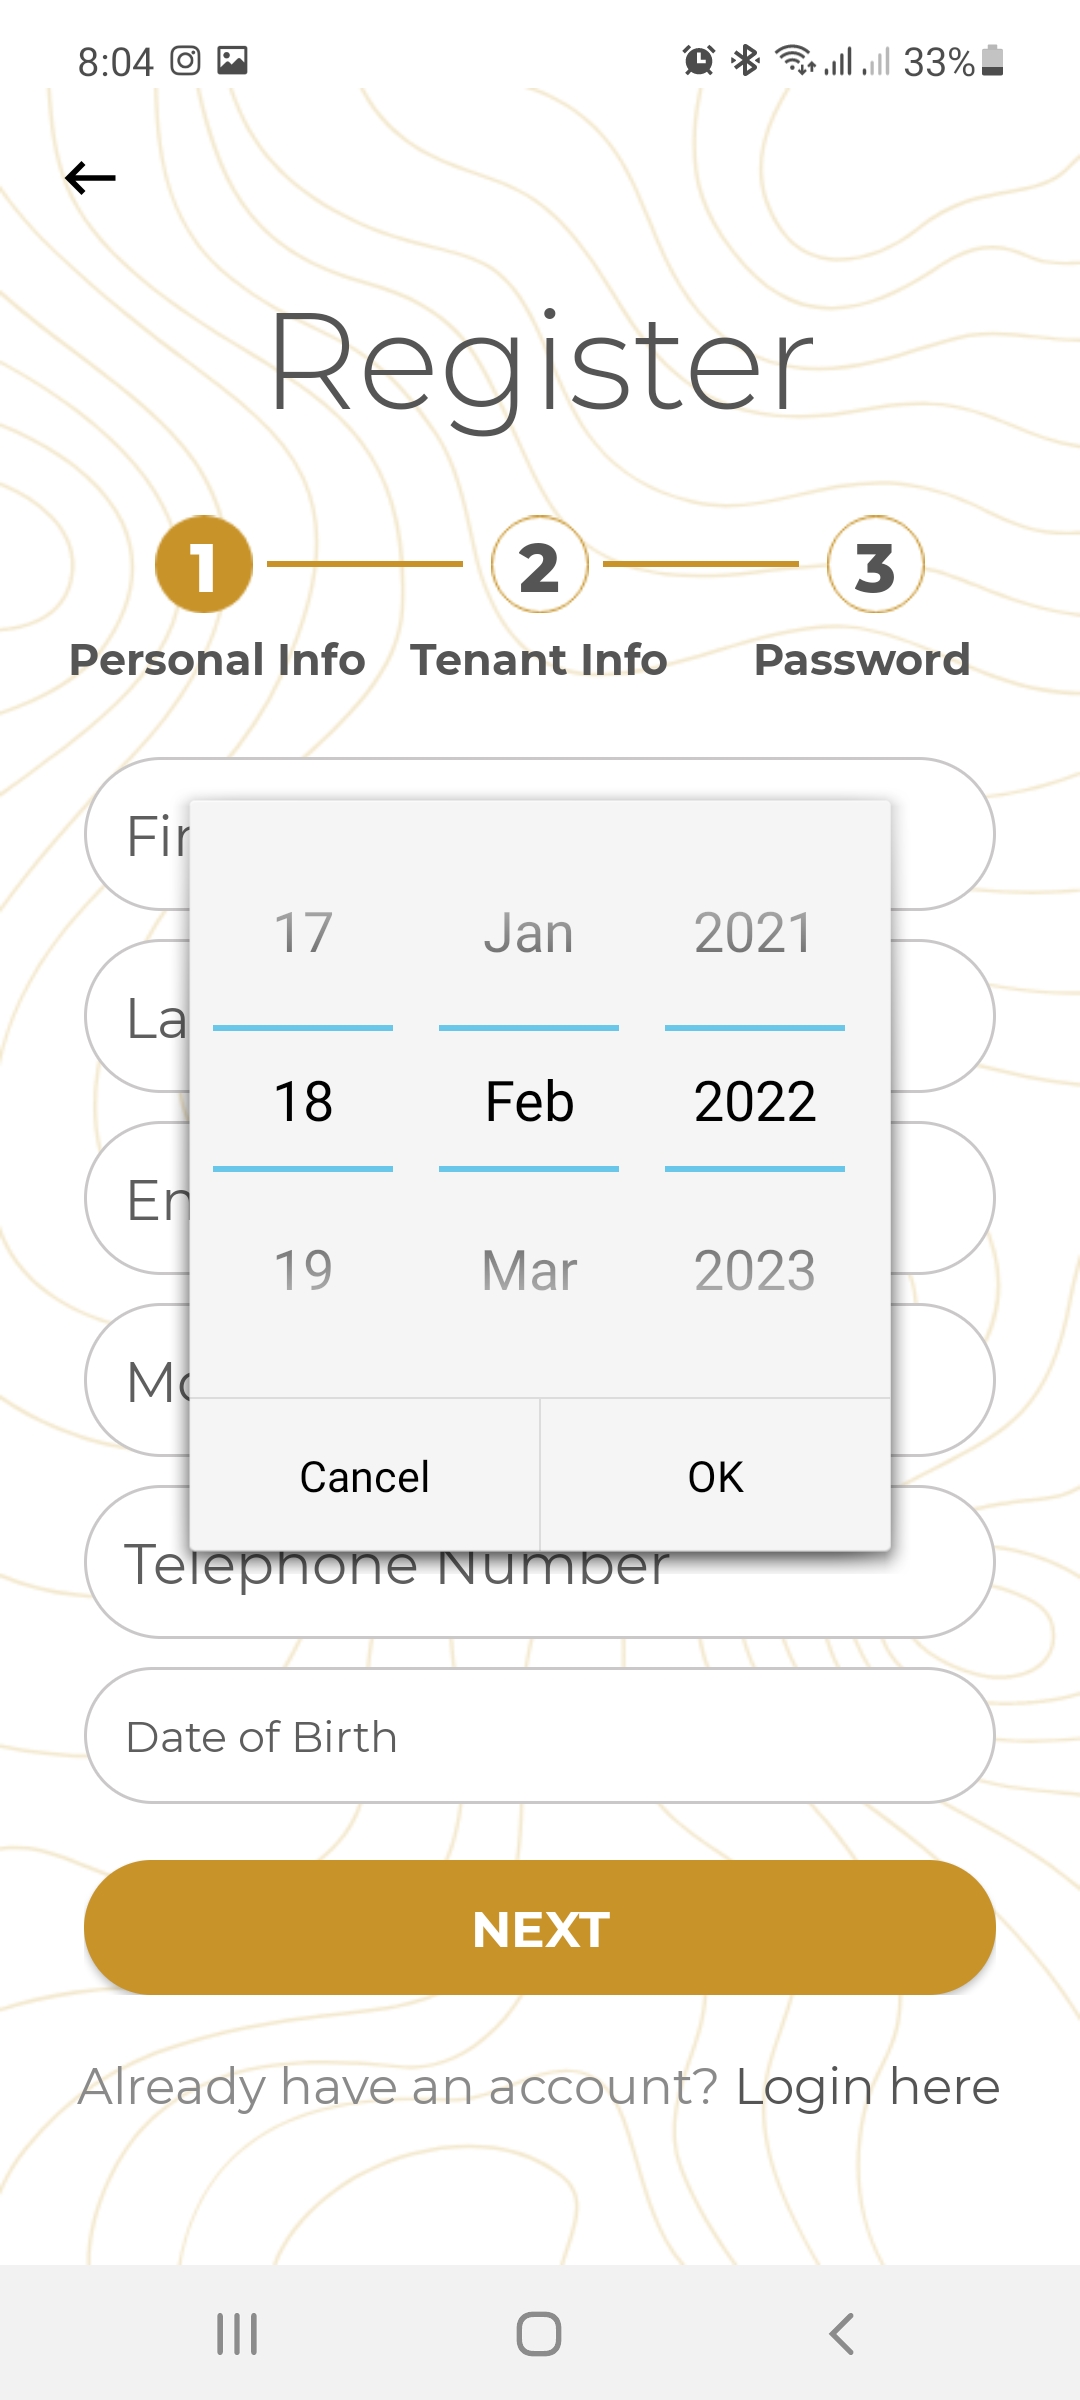 8:04 33%
Register
1 2 3
Personal Info Tenant Info Password
17 Jan 2021
18 Feb 2022
19 Mar 2023
Cancel OK
Telephone Number
Date of Birth
NEXT
Already have an account? Login here